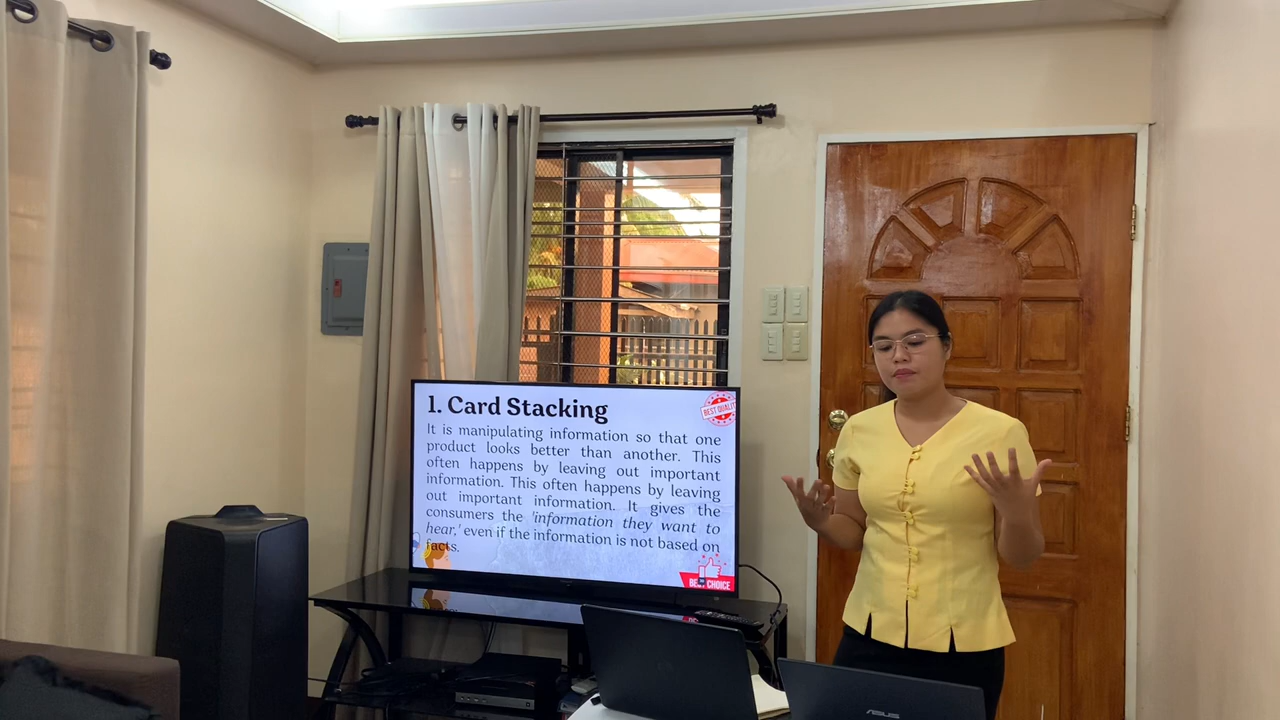 1. Card Stacking
BEST QUALIT
It is manipulating information so that one
product looks better than another. This
often happens by leaving out important
information. This often happens by leaving
out important information. It gives the
consumers the 'information they want to
hear,' even if the information is not based on
facts.
BEST CHOICE
ASUS